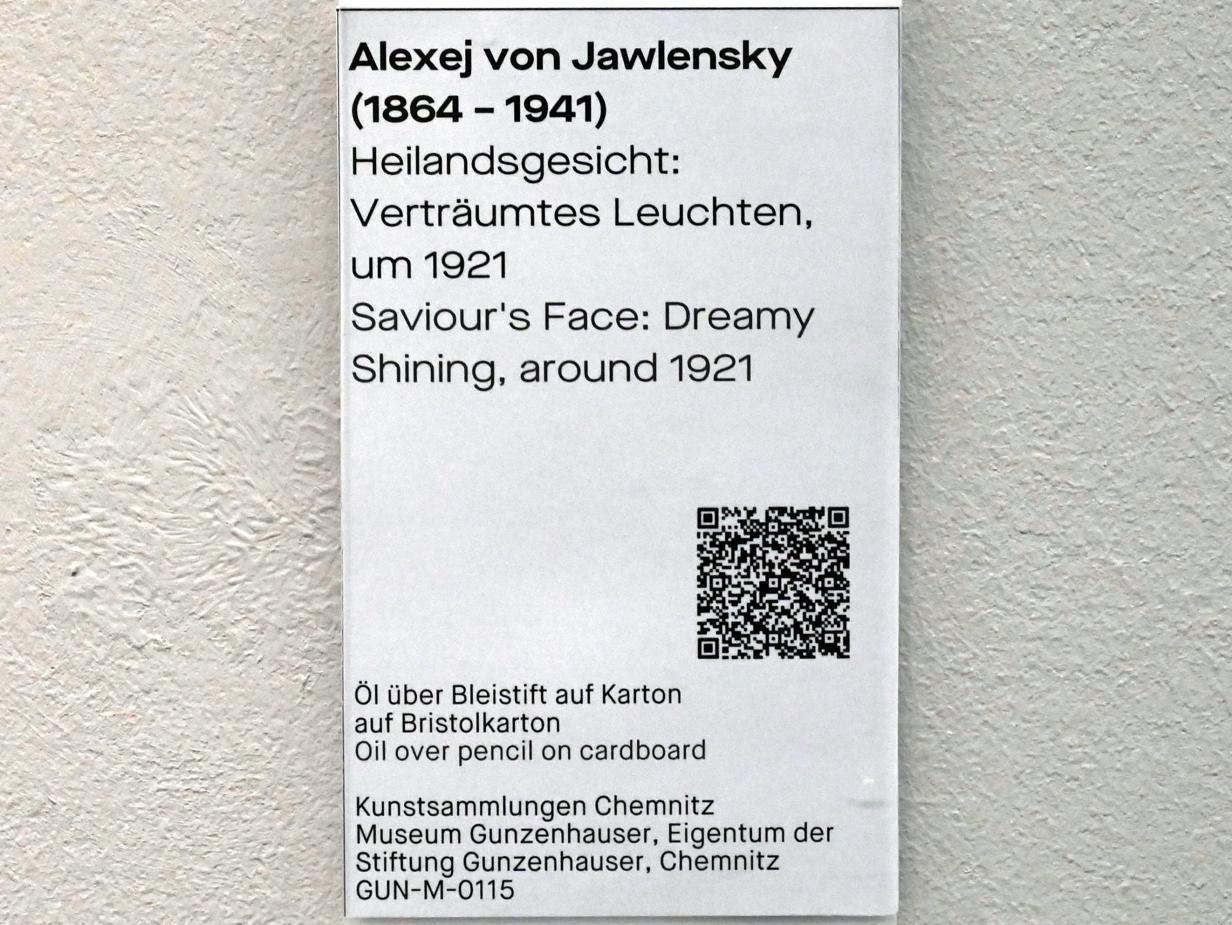 Alexej von Jawlensky
(1864 – 1941)
Heilandsgesicht:
Verträumtes Leuchten,
um 1921
Saviour's Face: Dreamy
Shining, around 1921
Öl über Bleistift auf Karton
auf Bristolkarton
Oil over pencil on cardboard
Kunstsammlungen Chemnitz
Museum Gunzenhauser, Eigentum der
Stiftung Gunzenhauser, Chemnitz
GUN-M-0115